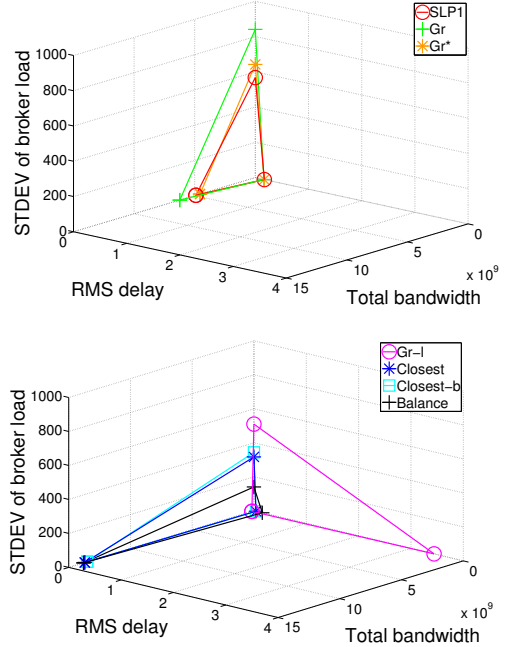 SLP1
Gr
Gr*
1000
800
600
400
200
0
STDEV of broker load
0
1
2
3
4
RMS delay
15
10
5
0
x 10^9
Total bandwidth
Gr-l
Closest
Closest-b
Balance
1000
800
600
400
200
0
STDEV of broker load
0
1
2
3
4
RMS delay
15
10
5
0
x 10^9
Total bandwidth